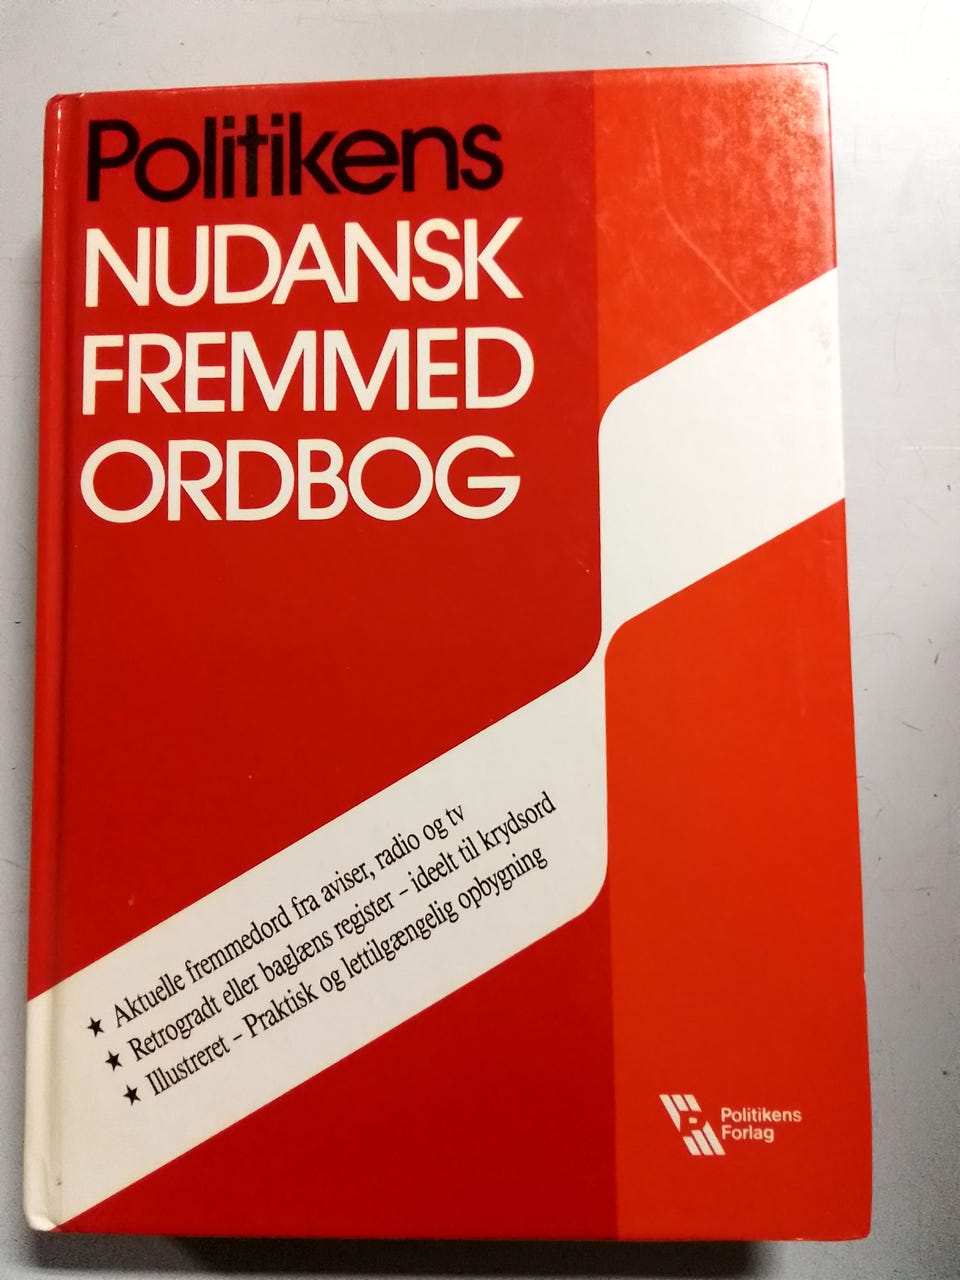 Politikens
NUDANSK
FREMMED
ORDBOG
★ Aktuelle fremmedord fra aviser, radio og tv
★ Retrogradt eller baglæns register – ideelt til krydsord
★ Illustreret – Praktisk og lettilgængelig opbygning
Politikens
Forlag